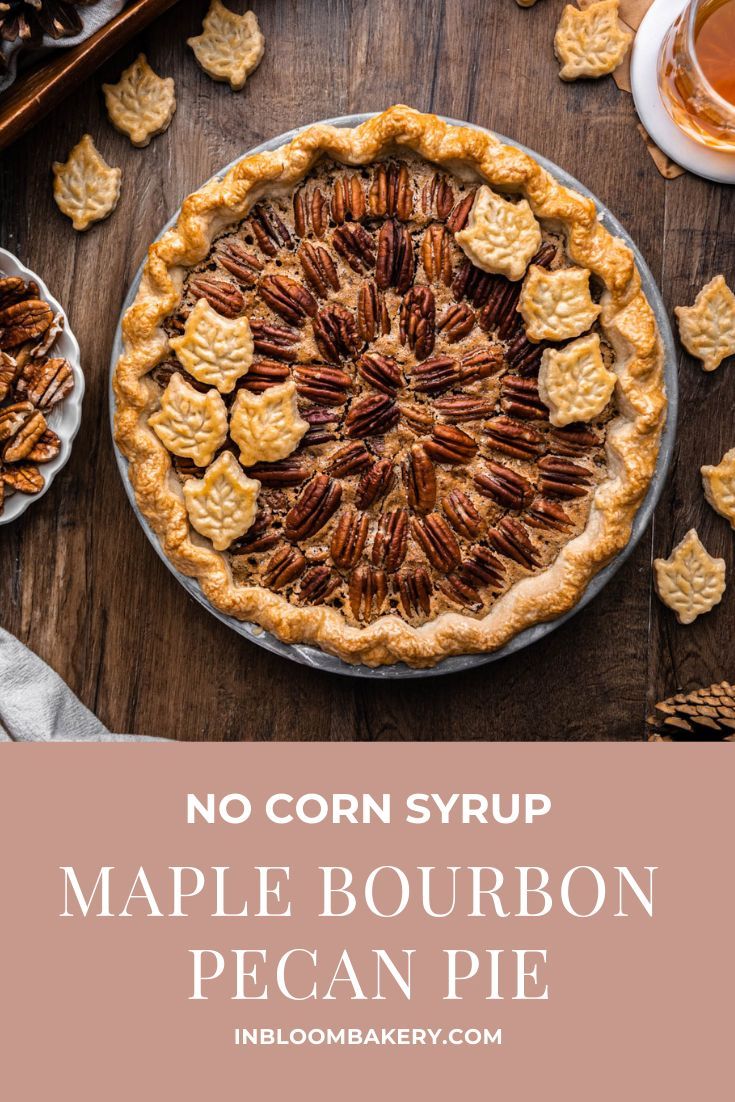 NO CORN SYRUP
MAPLE BOURBON
PECAN PIE
INBLOOMBAKERY.COM